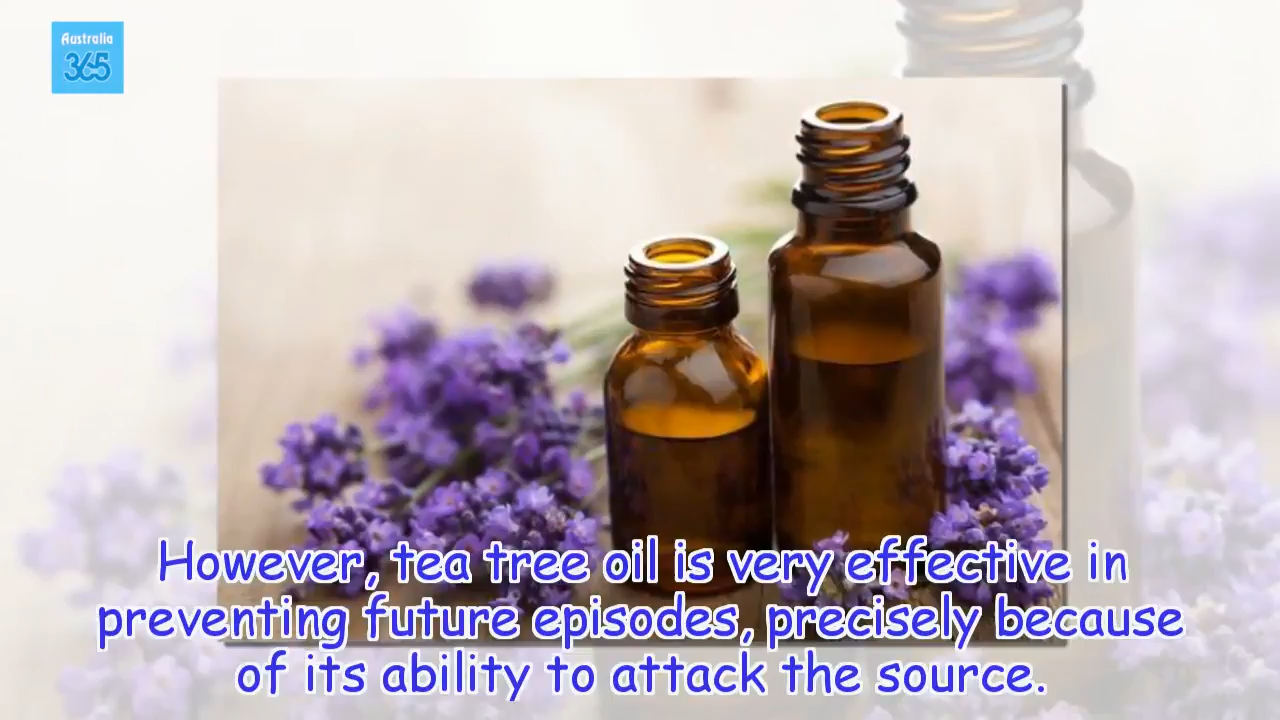 Australia
365
However, tea tree oil is very effective in
preventing future episodes, precisely because
of its ability to attack the source.